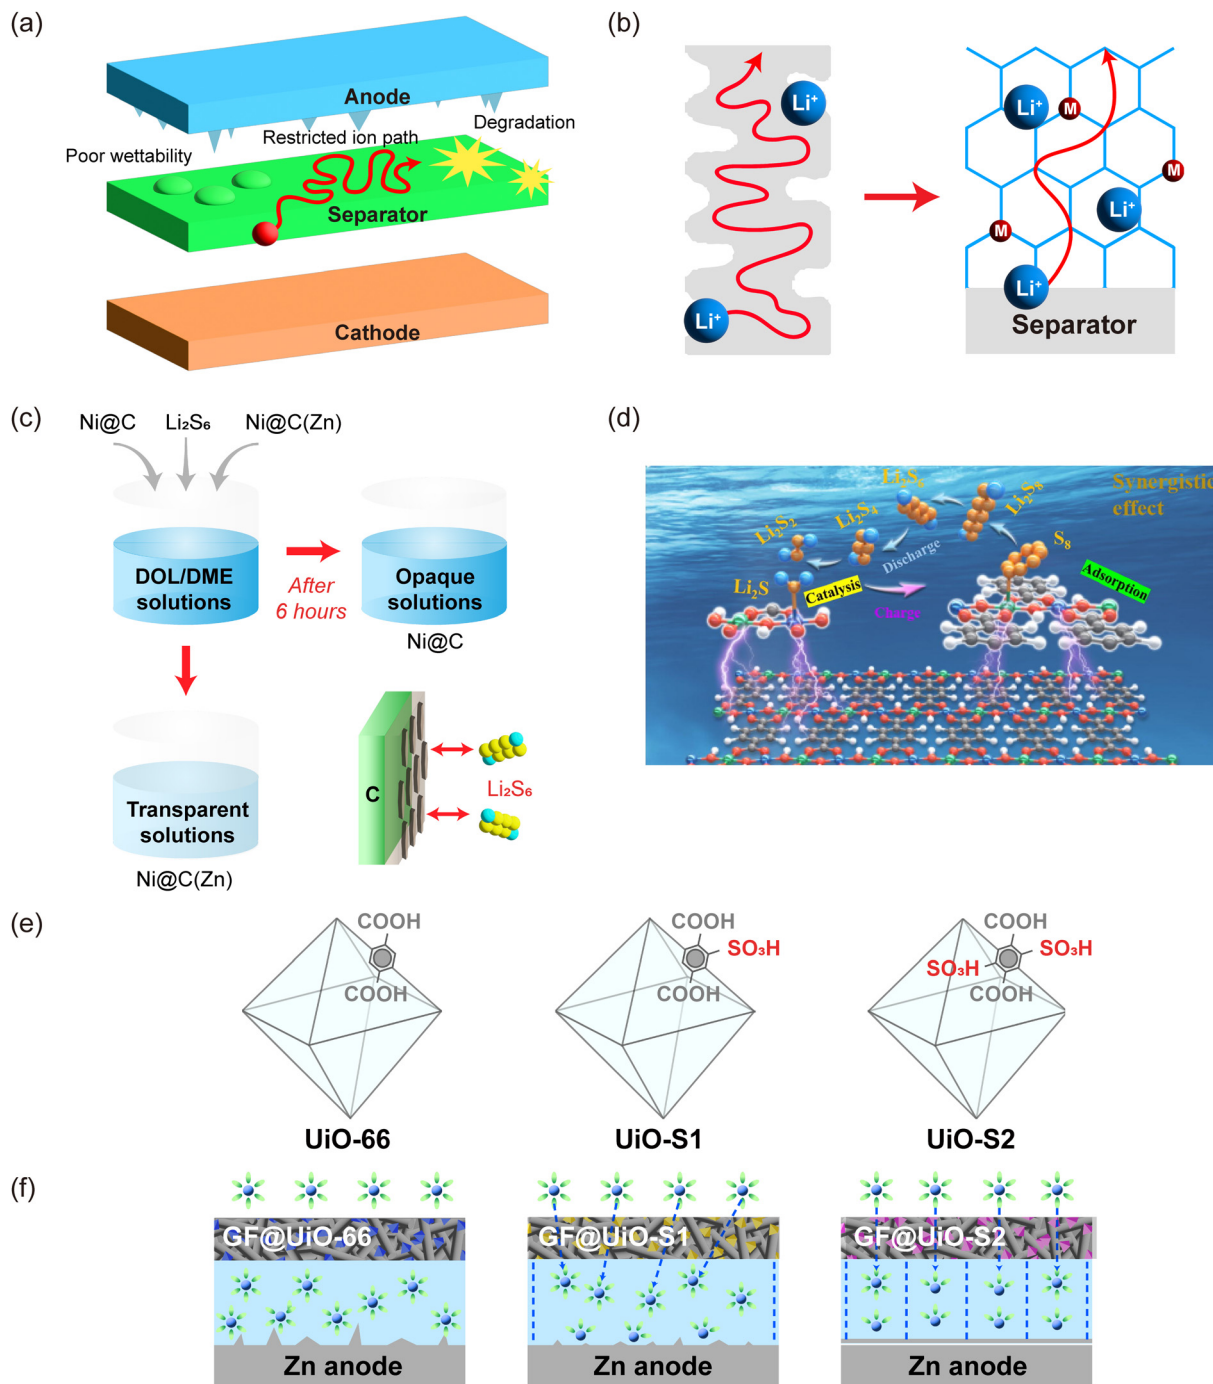 (a)
Anode
Degradation
Restricted ion path
Poor wettability
Separator
Cathode
(b)
Li⁺
Li⁺
Li⁺
M
M
Li⁺
M
Li⁺
Separator
(c)
Ni@C
Li₂S₆
Ni@C(Zn)
DOL/DME
solutions
After
6 hours
Opaque
solutions
Ni@C
Transparent
solutions
Ni@C(Zn)
C
Li₂S₆
(d)
Synergistic
effect
Li₂S₆
Li₂S₈
Li₂S₄
Li₂S₂
S₈
Discharge
Li₂S
Catalysis
Charge
Adsorption
(e)
COOH
COOH
UiO-66
COOH
SO₃H
COOH
UiO-S1
COOH
SO₃H
SO₃H
COOH
UiO-S2
(f)
GF@UiO-66
Zn anode
GF@UiO-S1
Zn anode
GF@UiO-S2
Zn anode